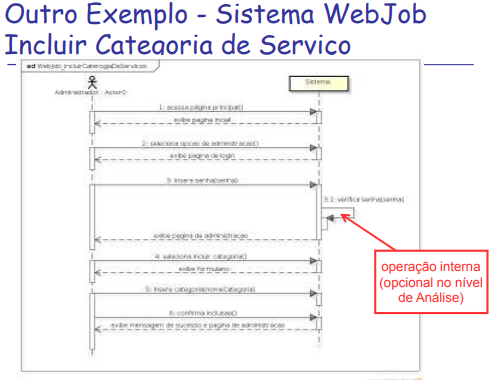 Outro Exemplo - Sistema WebJob
Incluir Categoria de Serviço
sd WebJob_IncluirCaterogiaDeServicos
Administrador : Actor0
Sistema
1: acessa página principal()
exibe pagina inicial
2: seleciona opcao de administracao()
exibe pagina de login
3: insere senha(senha)
3.1: verifica senha(senha)
exibe pagina de administracao
4: seleciona incluir categoria()
exibe formulario
operação interna
(opcional no nível
de Análise)
5: insere categoria(nomeCategoria)
6: confirma inclusao()
exibe mensagem de sucesso e pagina de administracao